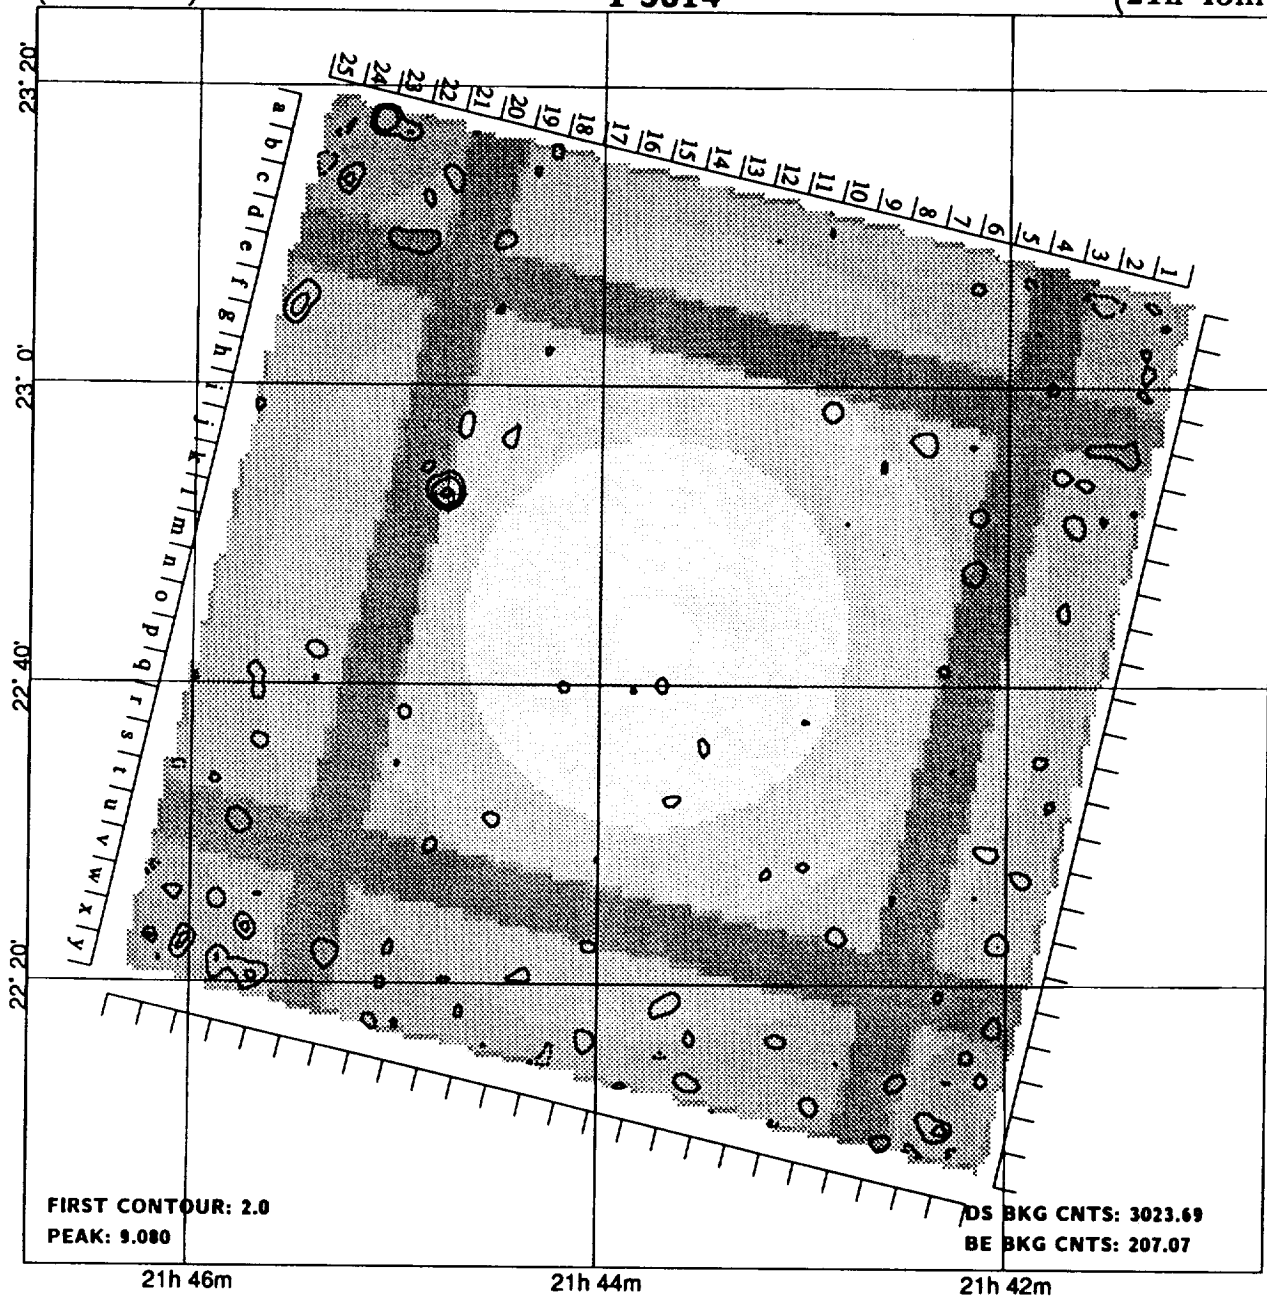 23° 20'
25 24 23 22 21 20 19 18 17 16 15 14 13 12 11 10 9 8 7 6 5 4 3 2 1
a b c d e f g h i j k l m n o p q r s t u v w x y
23° 0'
22° 40'
22° 20'
FIRST CONTOUR: 2.0
PEAK: 9.080
DS BKG CNTS: 3023.69
BE BKG CNTS: 207.07
21h 46m
21h 44m
21h 42m